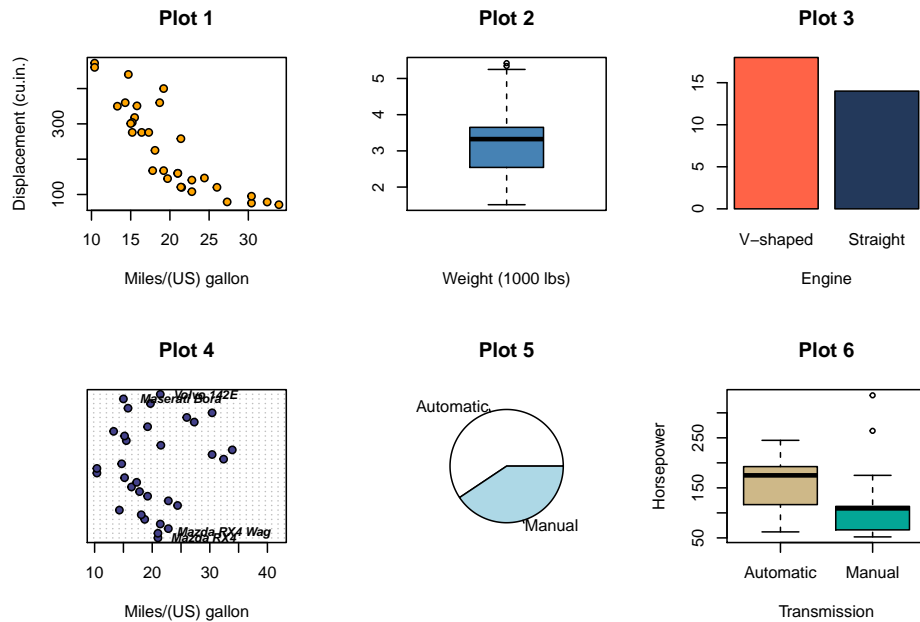 Plot 1
Displacement (cu.in.)
300
100
10 15 20 25 30
Miles/(US) gallon
Plot 2
5
4
3
2
Weight (1000 lbs)
Plot 3
15
10
5
0
V−shaped Straight
Engine
Plot 4
Volvo 142E
Maserati Bora
Mazda RX4 Wag
Mazda RX4
10 20 30 40
Miles/(US) gallon
Plot 5
Automatic
Manual
Plot 6
Horsepower
250
150
50
Automatic Manual
Transmission